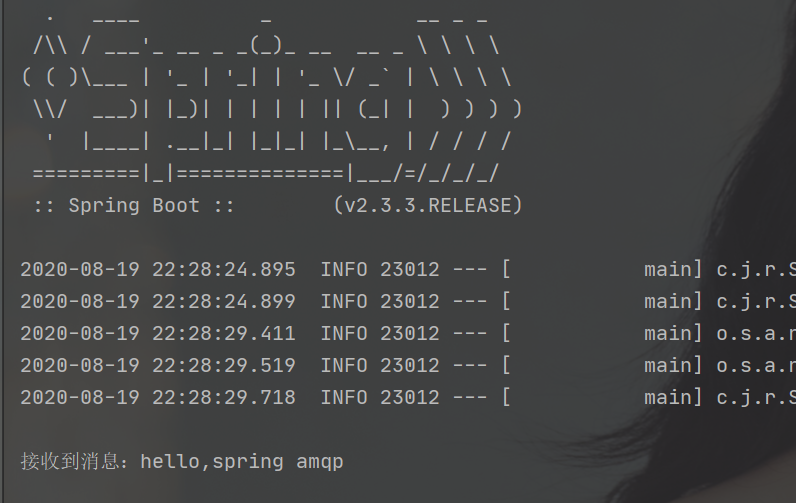 .   ____          _            __ _ _
 /\\ / ___'_ __ _ _(_)_ __  __ _ \ \ \ \
( ( )\___ | '_ | '_| | '_ \/ _` | \ \ \ \
 \\/  ___)| |_)| | | | | || (_| |  ) ) ) )
  '  |____| .__|_| |_|_| |_\__, | / / / /
 =========|_|==============|___/=/_/_/_/
 :: Spring Boot ::        (v2.3.3.RELEASE)
2020-08-19 22:28:24.895  INFO 23012 --- [           main] c.j.r.S
2020-08-19 22:28:24.899  INFO 23012 --- [           main] c.j.r.S
2020-08-19 22:28:29.411  INFO 23012 --- [           main] o.s.a.r
2020-08-19 22:28:29.519  INFO 23012 --- [           main] o.s.a.r
2020-08-19 22:28:29.718  INFO 23012 --- [           main] c.j.r.S
接收到消息：hello,spring amqp